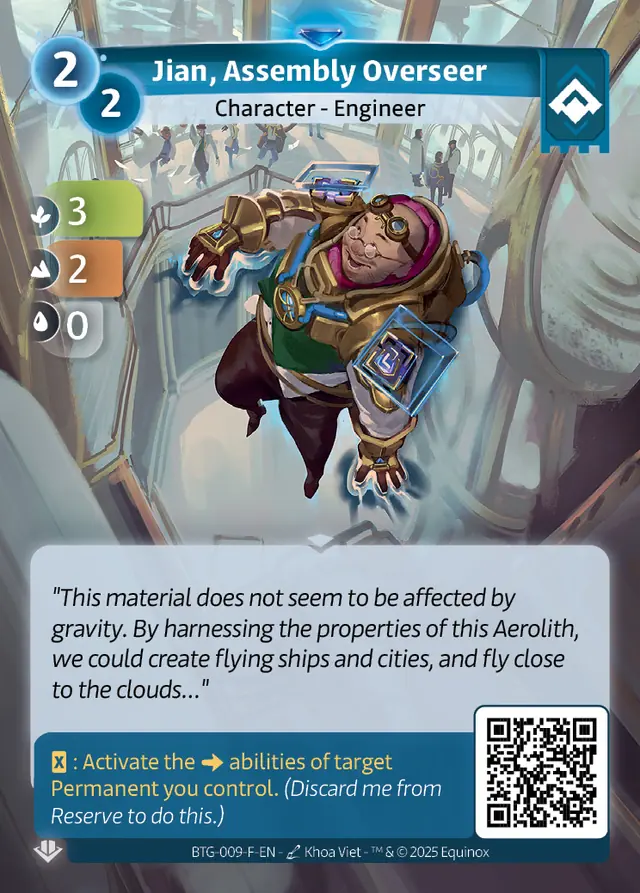 2
2
Jian, Assembly Overseer
Character - Engineer
3
2
0
"This material does not seem to be affected by
gravity. By harnessing the properties of this Aerolith,
we could create flying ships and cities, and fly close
to the clouds..."
X : Activate the ➔ abilities of target
Permanent you control. (Discard me from
Reserve to do this.)
BTG-009-F-EN - Khoa Viet - ™ & © 2025 Equinox